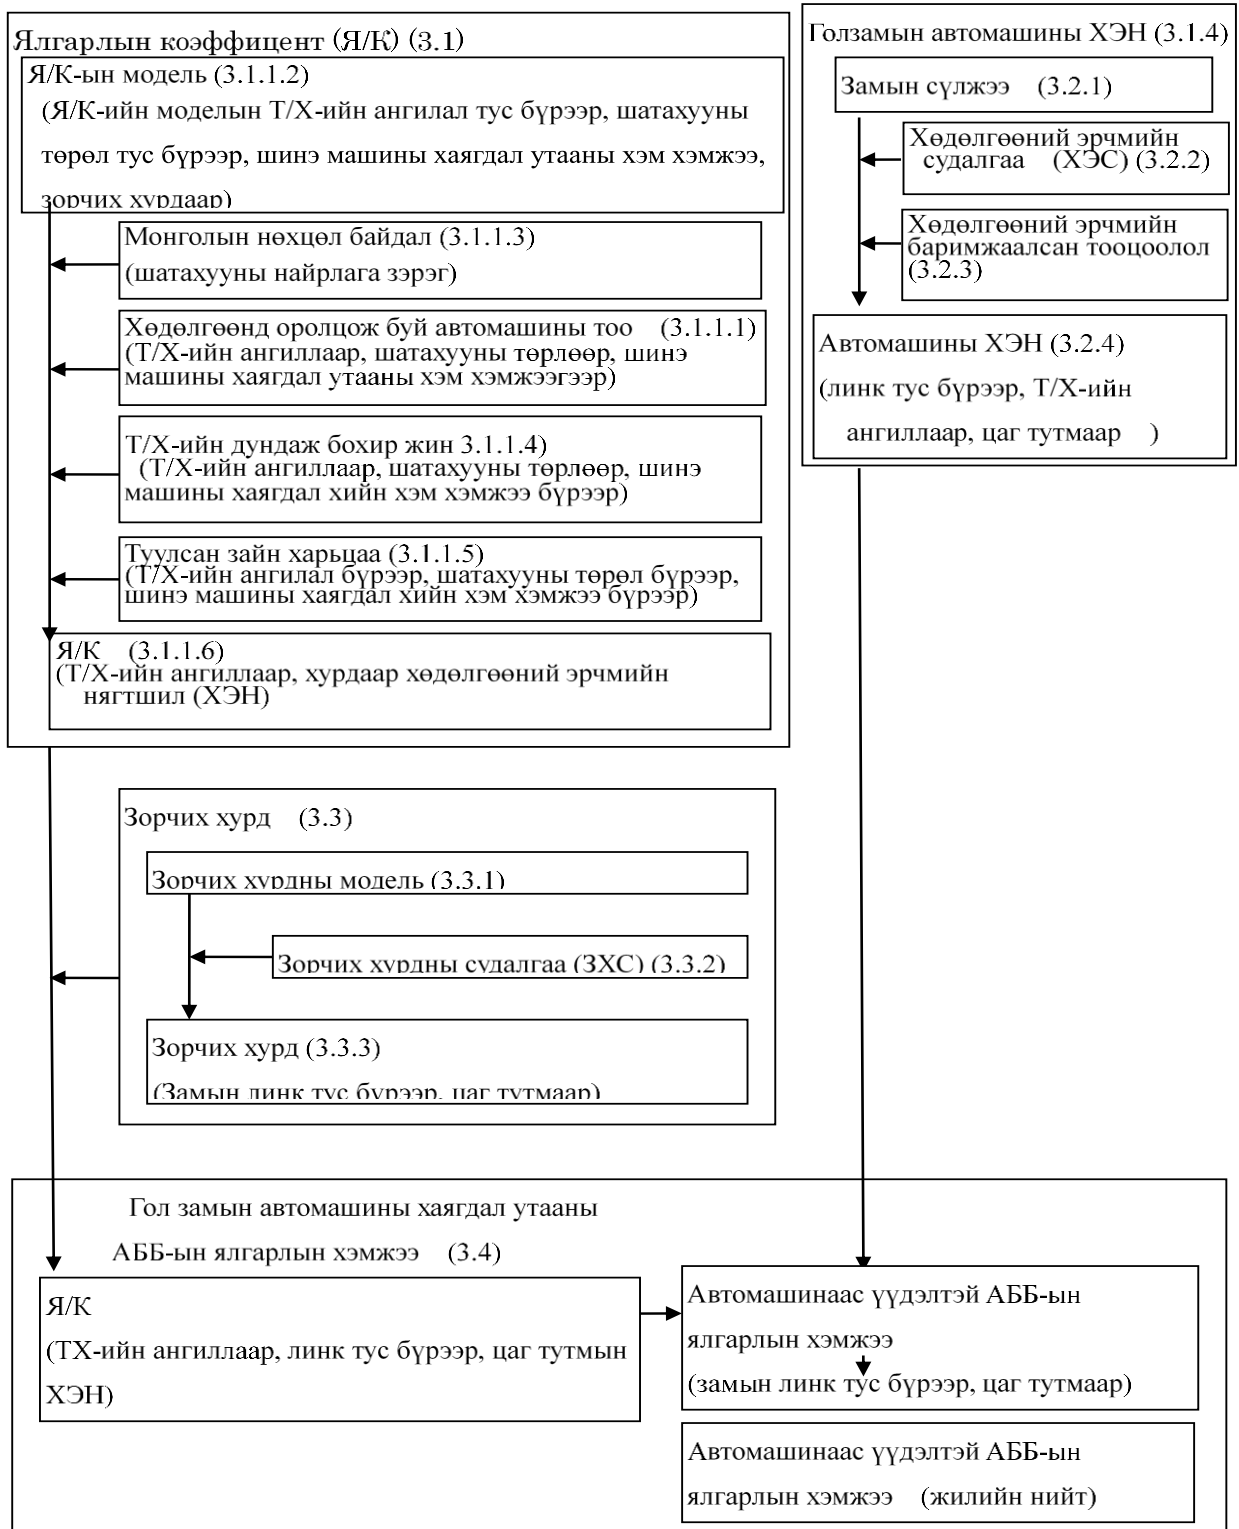 Ялгарлын коэффицент (Я/К) (3.1)
Я/К-ын модель (3.1.1.2)
(Я/К-ийн моделын Т/Х-ийн ангилал тус бүрээр, шатахууны
төрөл тус бүрээр, шинэ машины хаягдал утааны хэм хэмжээ,
зорчих хурдаар)
Монголын нөхцөл байдал (3.1.1.3)
(шатахууны найрлага зэрэг)
Хөдөлгөөнд оролцож буй автомашины тоо (3.1.1.1)
(Т/Х-ийн ангиллаар, шатахууны төрлөөр, шинэ
машины хаягдал утааны хэм хэмжээгээр)
Т/Х-ийн дундаж бохир жин 3.1.1.4)
(Т/Х-ийн ангиллаар, шатахууны төрлөөр, шинэ
машины хаягдал хийн хэм хэмжээ бүрээр)
Туулсан зайн харьцаа (3.1.1.5)
(Т/Х-ийн ангилал бүрээр, шатахууны төрөл бүрээр,
шинэ машины хаягдал хийн хэм хэмжээ бүрээр)
Я/К (3.1.1.6)
(Т/Х-ийн ангиллаар, хурдаар хөдөлгөөний эрчмийн
нягтшил (ХЭН)
Голзамын автомашины ХЭН (3.1.4)
Замын сүлжээ (3.2.1)
Хөдөлгөөний эрчмийн
судалгаа (ХЭС) (3.2.2)
Хөдөлгөөний эрчмийн
баримжаалсан тооцоолол
(3.2.3)
Автомашины ХЭН (3.2.4)
(линк тус бүрээр, Т/Х-ийн
ангиллаар, цаг тутмаар )
Зорчих хурд (3.3)
Зорчих хурдны модель (3.3.1)
Зорчих хурдны судалгаа (ЗХС) (3.3.2)
Зорчих хурд (3.3.3)
(Замын линк тус бүрээр, цаг тутмаар)
Гол замын автомашины хаягдал утааны
АББ-ын ялгарлын хэмжээ (3.4)
Я/К
(ТХ-ийн ангиллаар, линк тус бүрээр, цаг тутмын
ХЭН)
Автомашинаас үүдэлтэй АББ-ын
ялгарлын хэмжээ
(замын линк тус бүрээр, цаг тутмаар)
Автомашинаас үүдэлтэй АББ-ын
ялгарлын хэмжээ (жилийн нийт)